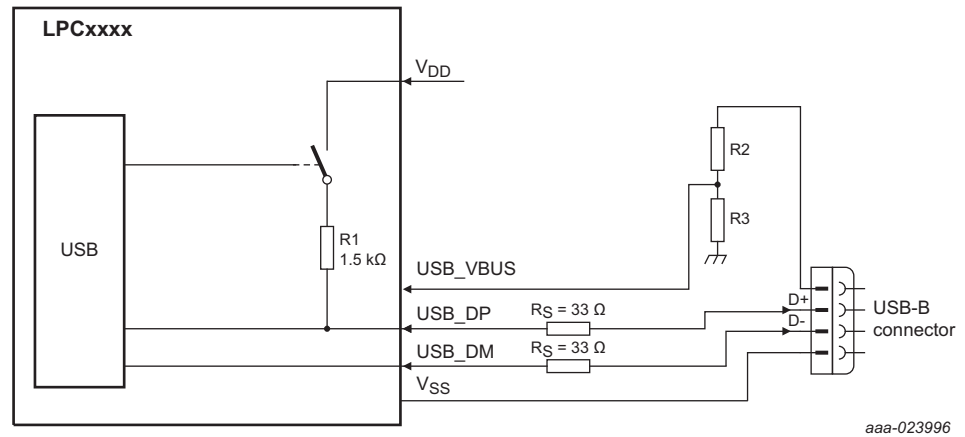 LPCxxxx
VDD
R2
R3
USB
R1
1.5 kΩ
USB_VBUS
USB_DP
RS = 33 Ω
D+
USB-B
connector
D-
USB_DM
RS = 33 Ω
VSS
aaa-023996